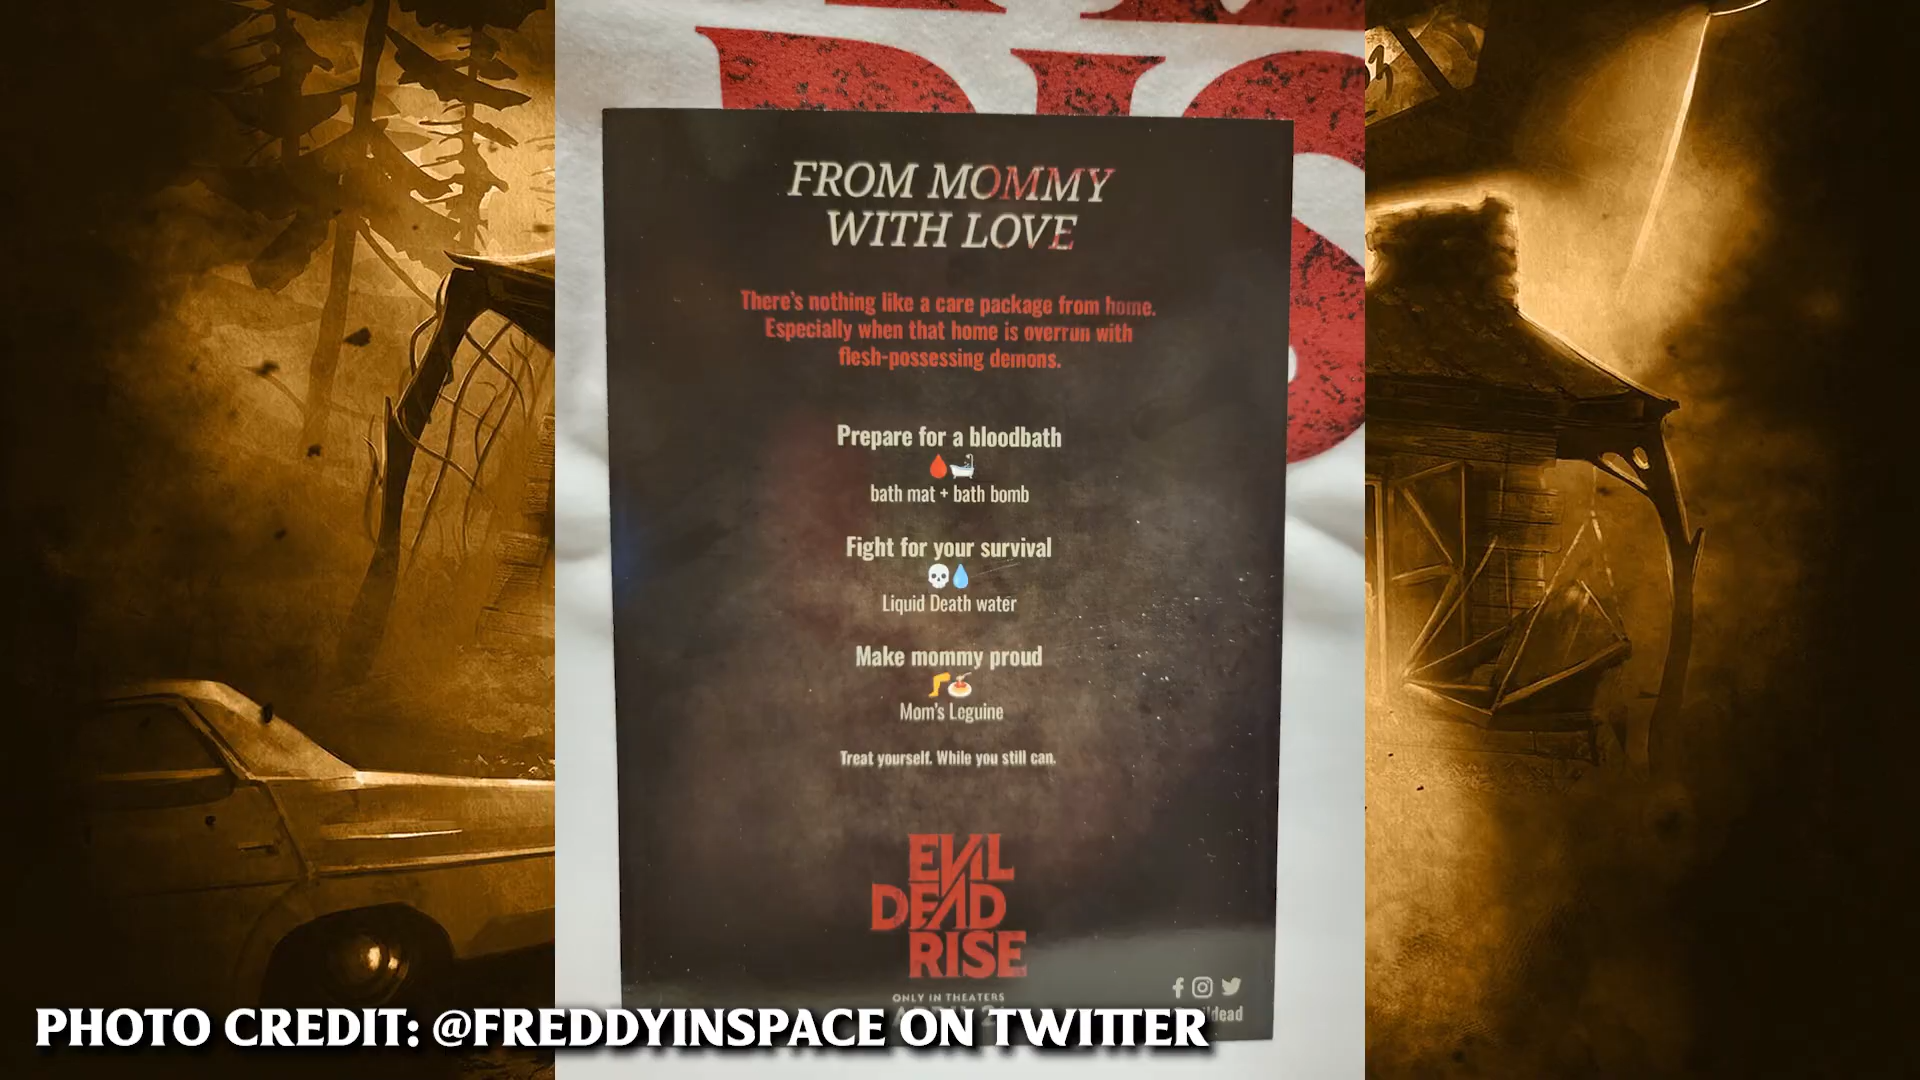 FROM MOMMY
WITH LOVE
There's nothing like a care package from home.
Especially when that home is overrun with
flesh-possessing demons.
Prepare for a bloodbath
🩸🛁
bath mat + bath bomb
Fight for your survival
💀💧
Liquid Death water
Make mommy proud
🦵🍝
Mom's Leguine
Treat yourself. While you still can.
EVIL
DEAD
RISE
ONLY IN THEATERS
PHOTO CREDIT: @FREDDYINSPACE ON TWITTER